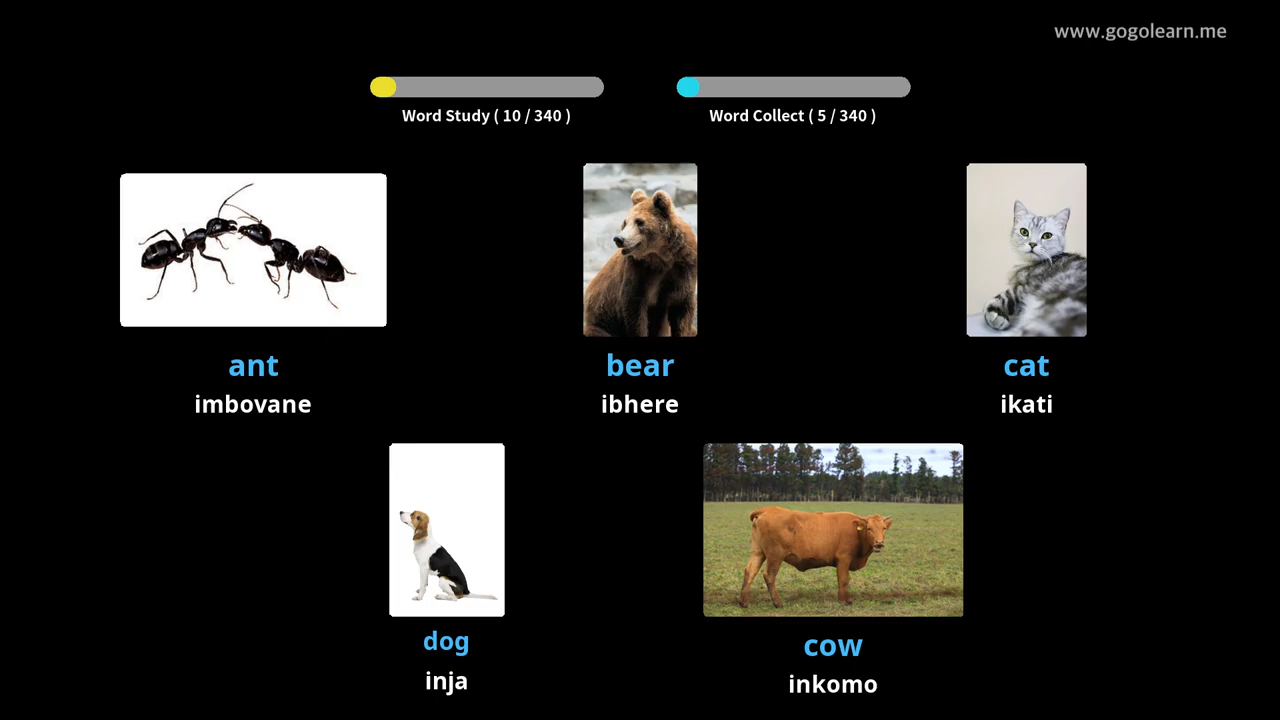 www.gogolearn.me
Word Study ( 10 / 340 )
Word Collect ( 5 / 340 )
ant
imbovane
bear
ibhere
cat
ikati
dog
inja
cow
inkomo